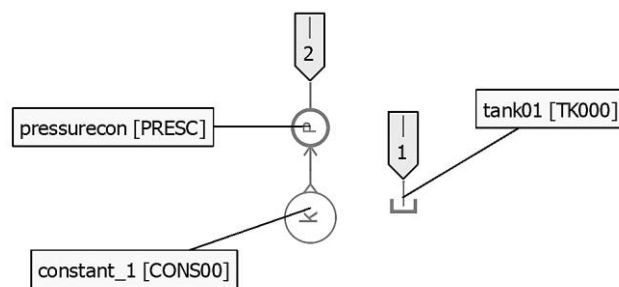 2
pressurecon [PRESC]
P
tank01 [TK000]
1
K
constant_1 [CONS00]